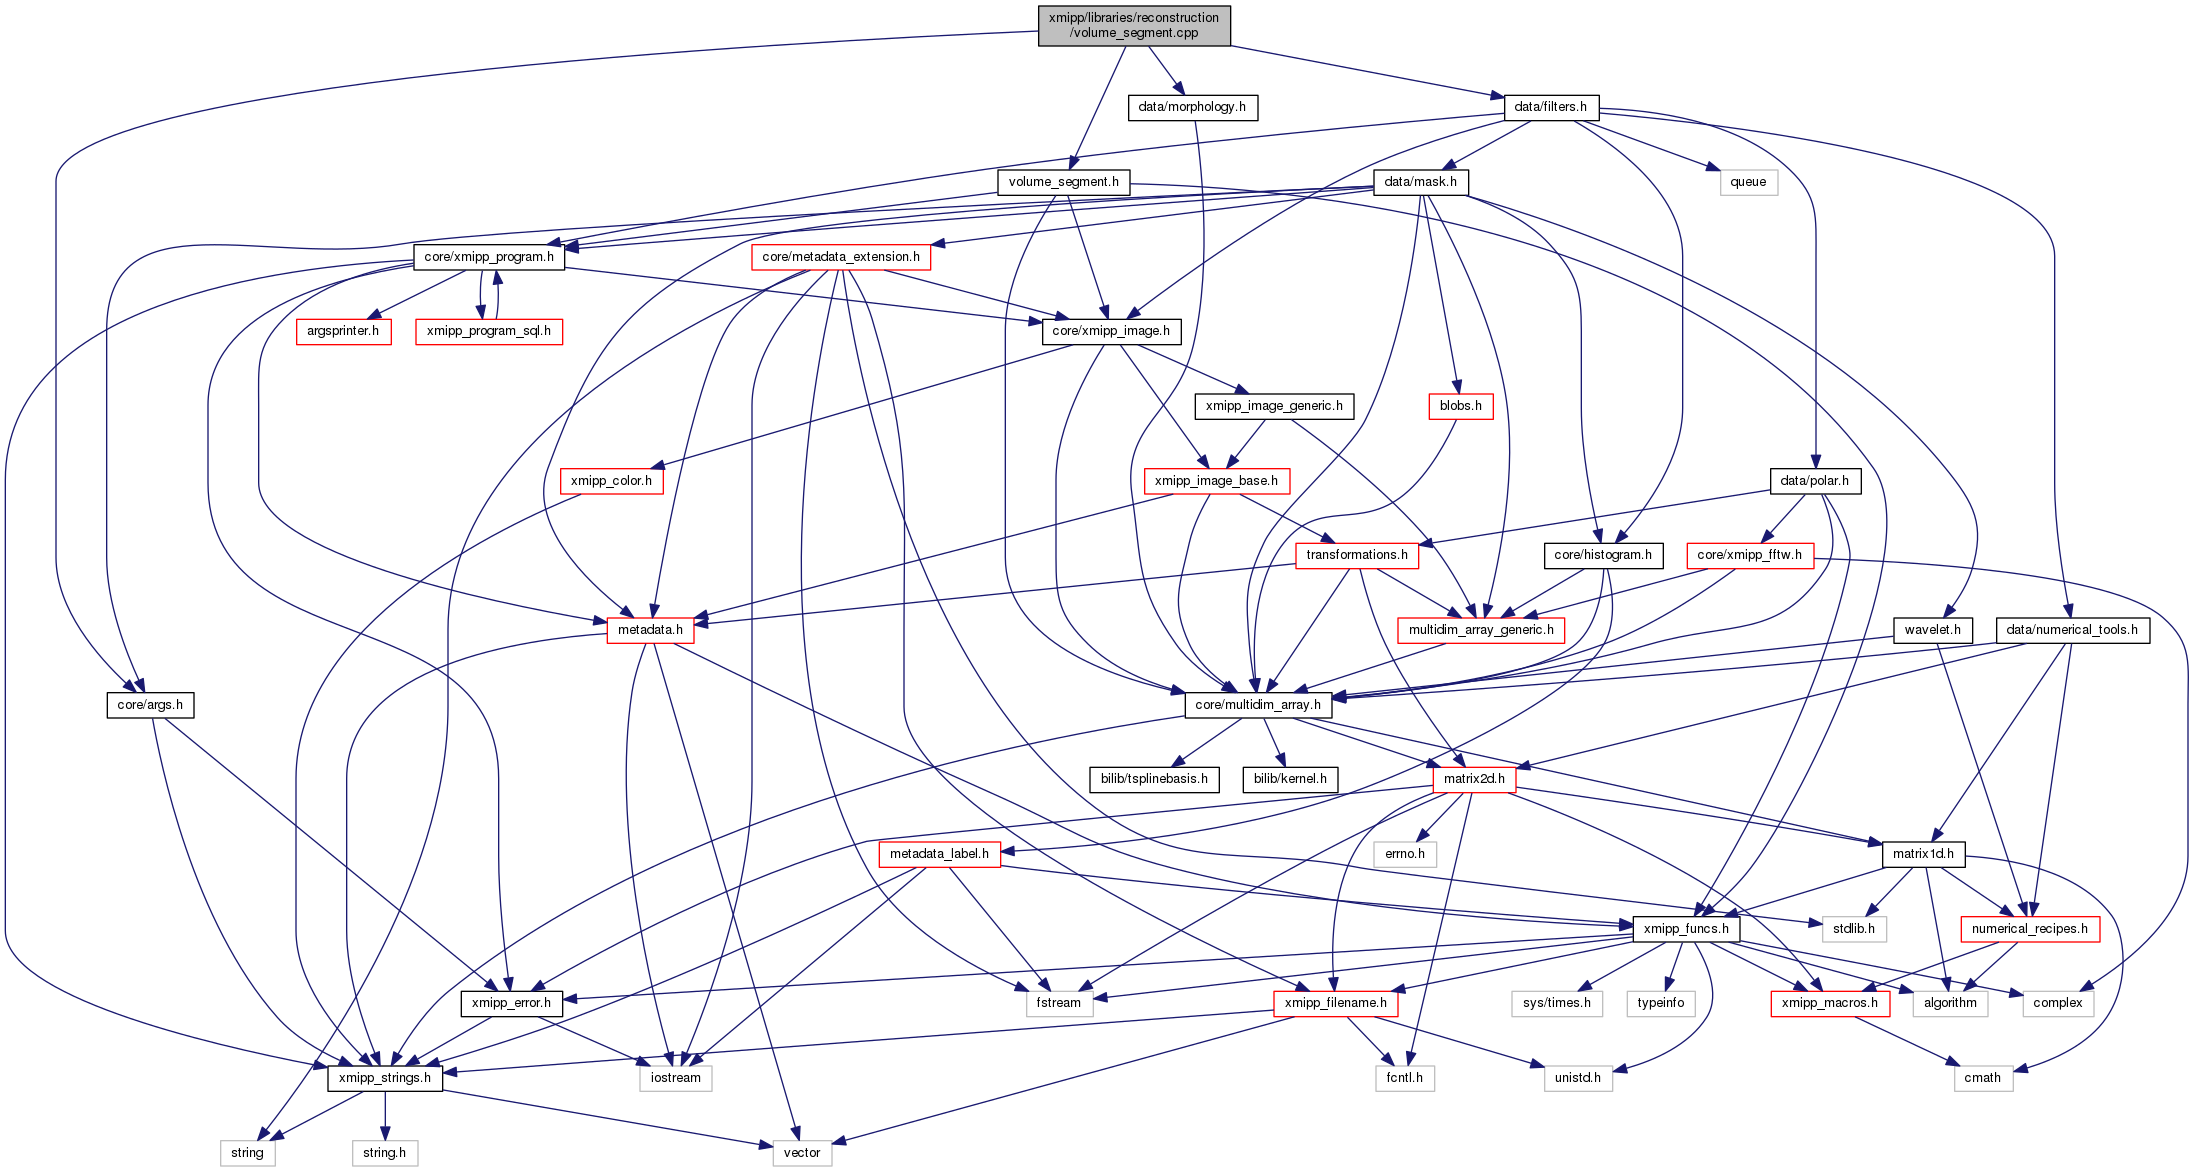 xmipp/libraries/reconstruction
/volume_segment.cpp
data/morphology.h
data/filters.h
volume_segment.h
data/mask.h
queue
core/xmipp_program.h
core/metadata_extension.h
argsprinter.h
xmipp_program_sql.h
core/xmipp_image.h
xmipp_image_generic.h
blobs.h
xmipp_color.h
xmipp_image_base.h
data/polar.h
transformations.h
core/histogram.h
core/xmipp_fftw.h
metadata.h
multidim_array_generic.h
wavelet.h
data/numerical_tools.h
core/args.h
core/multidim_array.h
bilib/tsplinebasis.h
bilib/kernel.h
matrix2d.h
metadata_label.h
errno.h
matrix1d.h
xmipp_funcs.h
stdlib.h
numerical_recipes.h
xmipp_error.h
fstream
xmipp_filename.h
sys/times.h
typeinfo
xmipp_macros.h
algorithm
complex
xmipp_strings.h
iostream
fcntl.h
unistd.h
cmath
string
string.h
vector